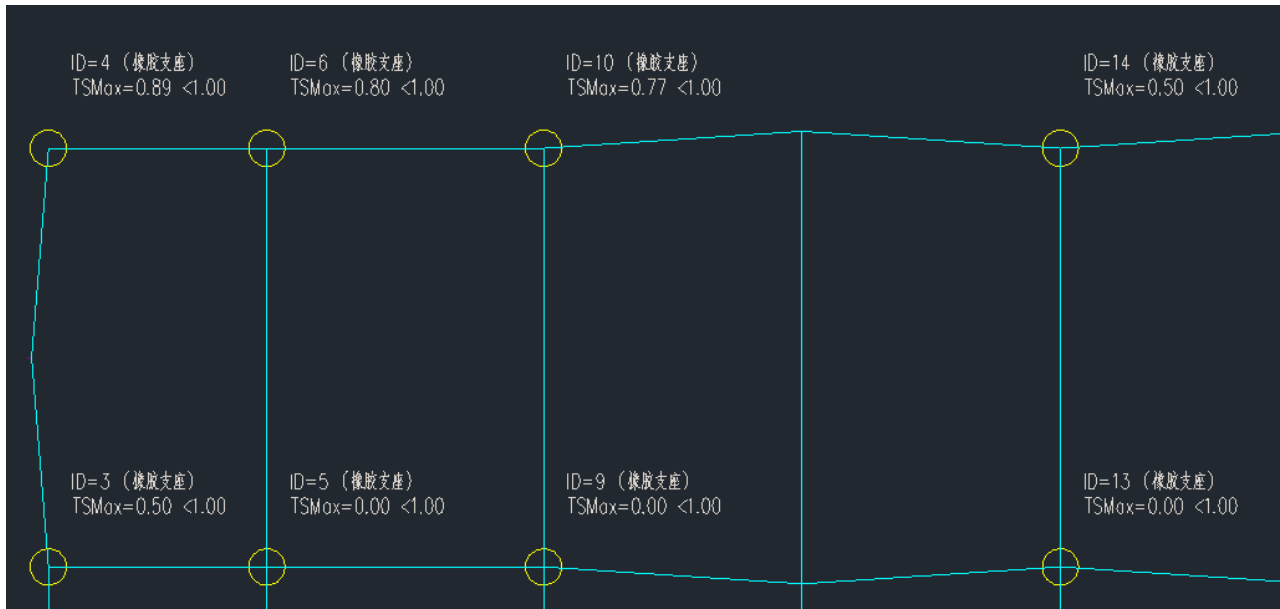 ID=4 (橡胶支座)
TSMax=0.89 <1.00
ID=6 (橡胶支座)
TSMax=0.80 <1.00
ID=10 (橡胶支座)
TSMax=0.77 <1.00
ID=14 (橡胶支座)
TSMax=0.50 <1.00
ID=3 (橡胶支座)
TSMax=0.50 <1.00
ID=5 (橡胶支座)
TSMax=0.00 <1.00
ID=9 (橡胶支座)
TSMax=0.00 <1.00
ID=13 (橡胶支座)
TSMax=0.00 <1.00